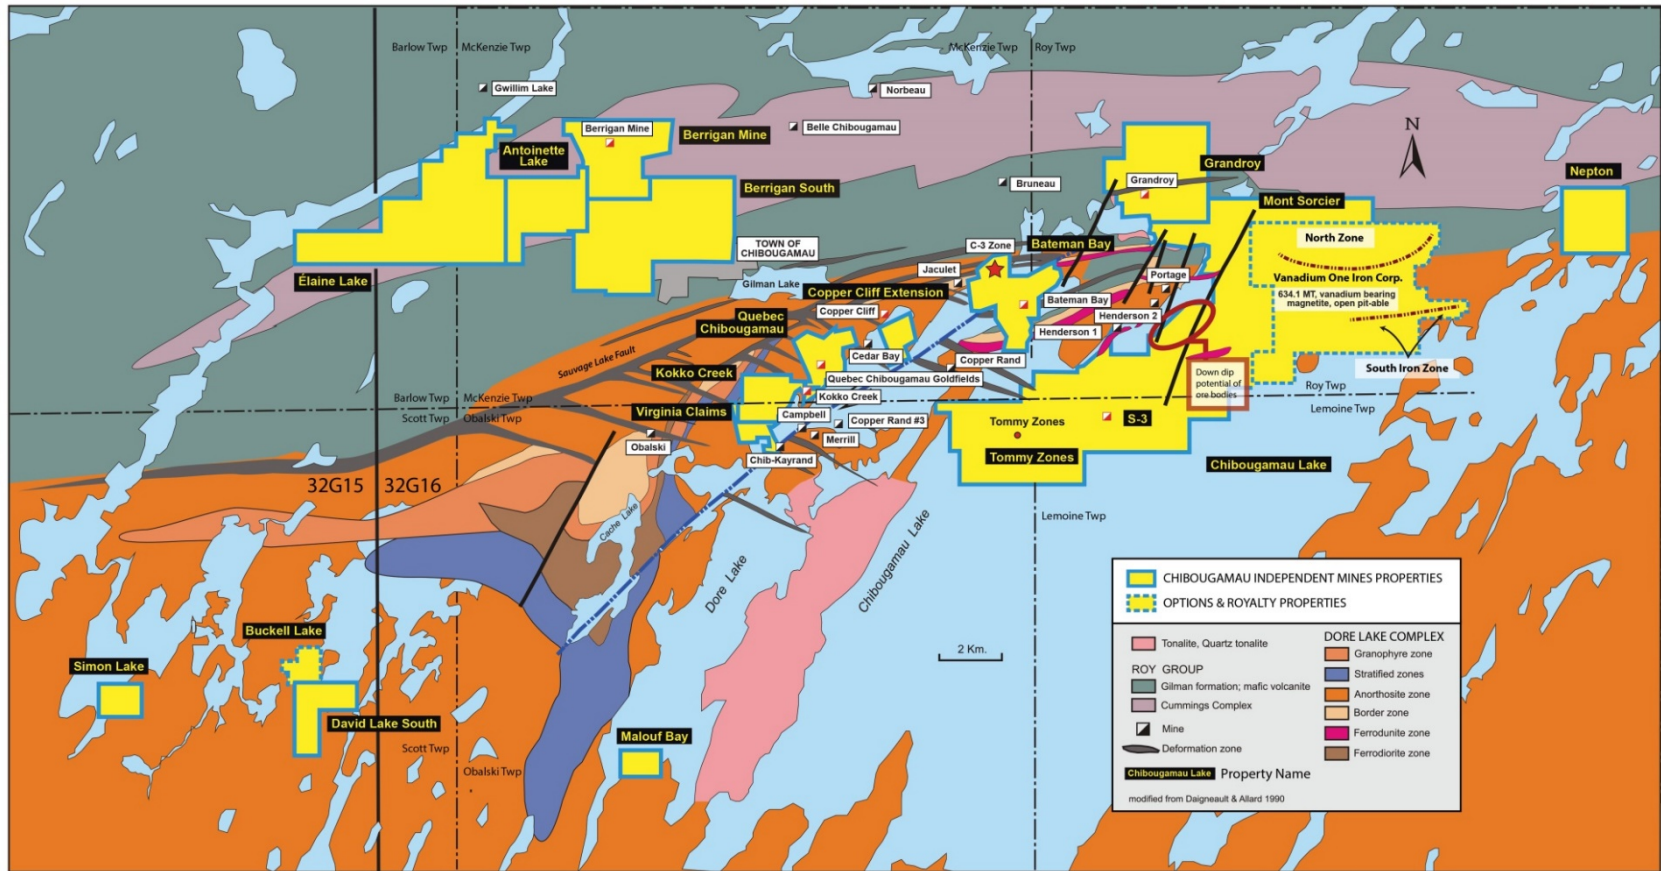 Barlow Twp
McKenzie Twp
McKenzie Twp
Roy Twp
Gwillim Lake
Norbeau
Berrigan Mine
Berrigan Mine
Belle Chibougamau
N
Antoinette
Lake
Grandroy
Nepton
Berrigan South
Bruneau
Grandroy
Mont Sorcier
TOWN OF
CHIBOUGAMAU
C-3 Zone
Bateman Bay
North Zone
Élaine Lake
Gilman Lake
Jaculet
Portage
Vanadium One Iron Corp.
634.1 MT, vanadium bearing
magnetite, open pit-able
Copper Cliff Extension
Bateman Bay
Quebec
Chibougamau
Copper Cliff
Henderson 2
Henderson 1
Sauvage Lake Fault
Cedar Bay
Copper Rand
South Iron Zone
Kokko Creek
Quebec Chibougamau Goldfields
Down dip
potential of
ore bodies
Roy Twp
Barlow Twp
McKenzie Twp
Kokko Creek
Lemoine Twp
Virginia Claims
Campbell
Scott Twp
Obalski Twp
Copper Rand #3
Tommy Zones
S-3
Obalski
Merrill
Chib-Kayrand
Tommy Zones
Chibougamau Lake
32G15
32G16
Cache Lake
Dore Lake
Chibougamau Lake
Lemoine Twp
CHIBOUGAMAU INDEPENDENT MINES PROPERTIES
OPTIONS & ROYALTY PROPERTIES
Buckell Lake
Simon Lake
2 Km.
Tonalite, Quartz tonalite
ROY GROUP
Gilman formation; mafic volcanite
Cummings Complex
Mine
Deformation zone
Chibougamau Lake
Property Name
modified from Daigneault & Allard 1990
DORE LAKE COMPLEX
Granophyre zone
Stratified zones
Anorthosite zone
Border zone
Ferrodunite zone
Ferrodiorite zone
David Lake South
Malouf Bay
Scott Twp
Obalski Twp